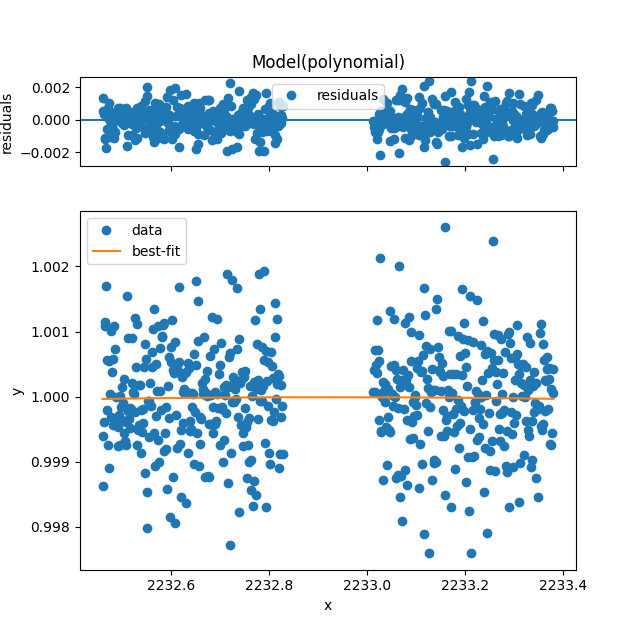 Model(polynomial)
0.002
0.000
−0.002
residuals
residuals
data
best-fit
1.002
1.001
1.000
0.999
0.998
y
2232.6 2232.8 2233.0 2233.2 2233.4
x